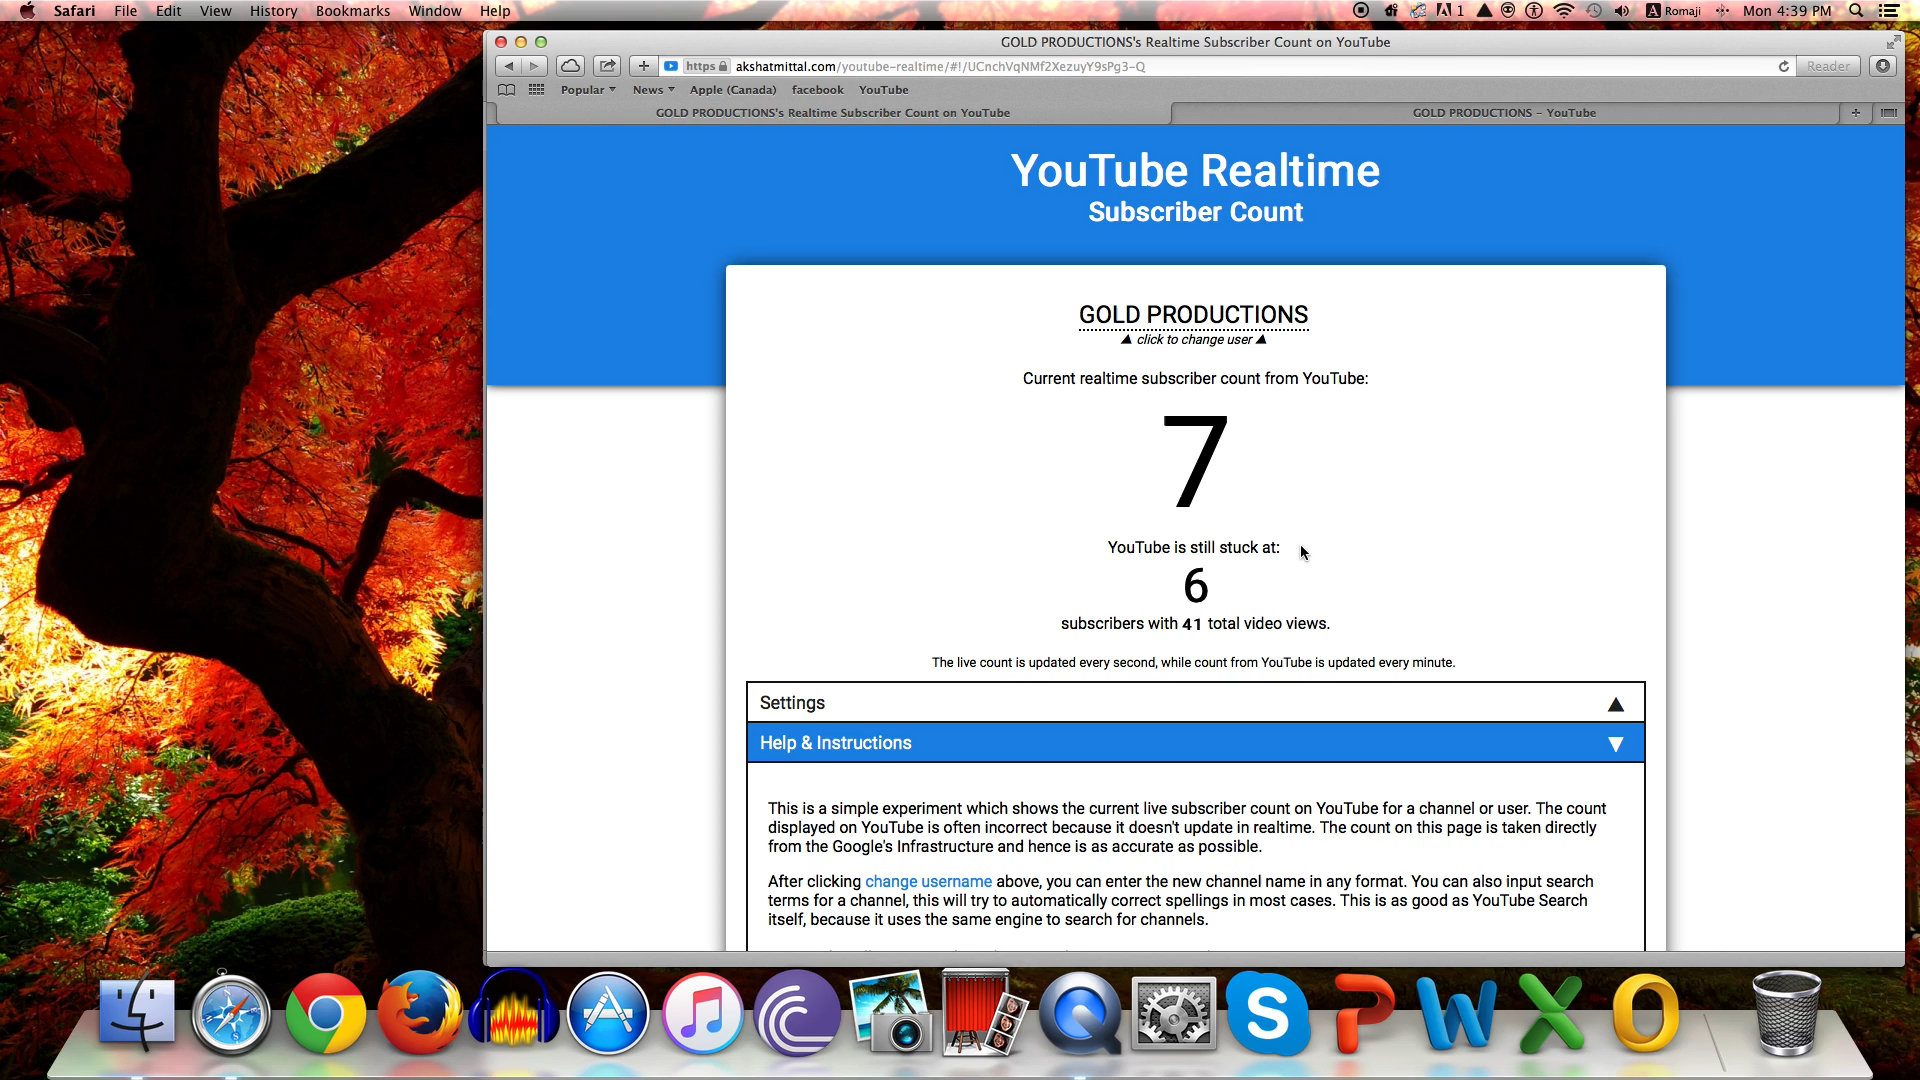 Safari File Edit View History Bookmarks Window Help
1 A Romaji Mon 4:39 PM
GOLD PRODUCTIONS's Realtime Subscriber Count on YouTube
https akshatmittal.com/youtube-realtime/#!/UCnchVqNMf2XezuyY9sPg3-Q Reader
Popular News Apple (Canada) facebook YouTube
GOLD PRODUCTIONS's Realtime Subscriber Count on YouTube
GOLD PRODUCTIONS – YouTube
YouTube Realtime
Subscriber Count
GOLD PRODUCTIONS
▲ click to change user ▲
Current realtime subscriber count from YouTube:
7
YouTube is still stuck at:
6
subscribers with 41 total video views.
The live count is updated every second, while count from YouTube is updated every minute.
Settings ▲
Help & Instructions ▼
This is a simple experiment which shows the current live subscriber count on YouTube for a channel or user. The count
displayed on YouTube is often incorrect because it doesn't update in realtime. The count on this page is taken directly
from the Google's Infrastructure and hence is as accurate as possible.
After clicking change username above, you can enter the new channel name in any format. You can also input search
terms for a channel, this will try to automatically correct spellings in most cases. This is as good as YouTube Search
itself, because it uses the same engine to search for channels.